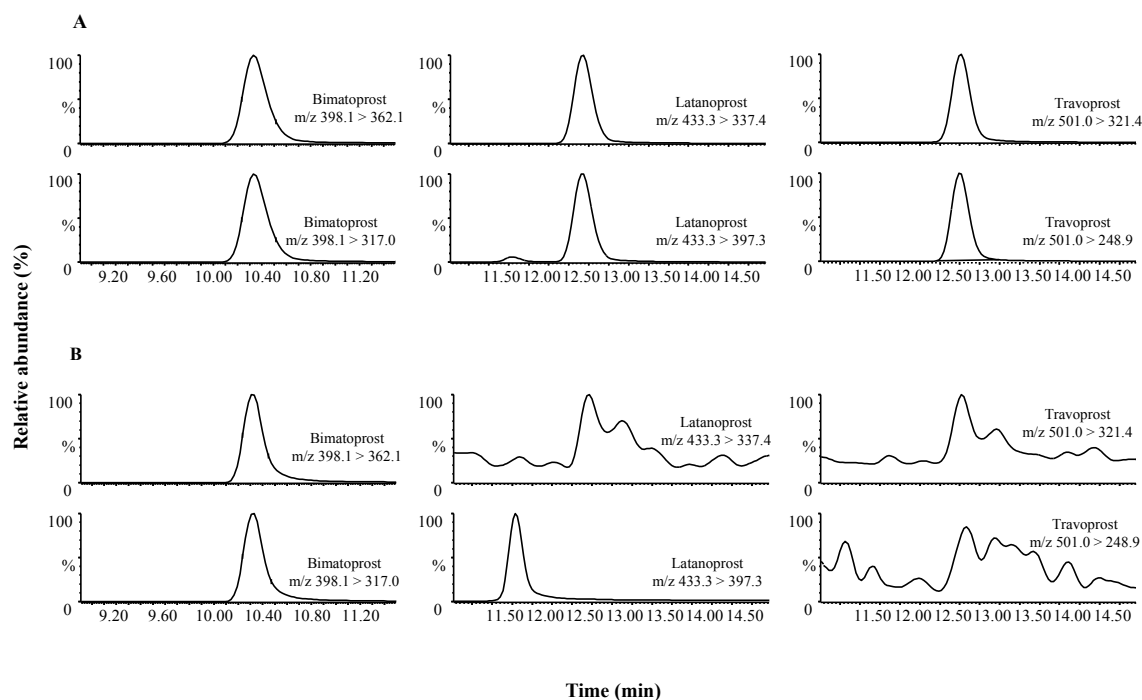 A
100
%
0
Bimatoprost
m/z 398.1 > 362.1
100
%
0
Latanoprost
m/z 433.3 > 337.4
100
%
0
Travoprost
m/z 501.0 > 321.4
100
%
0
Bimatoprost
m/z 398.1 > 317.0
9.20 9.60 10.00 10.40 10.80 11.20
100
%
0
Latanoprost
m/z 433.3 > 397.3
11.50 12.00 12.50 13.00 13.50 14.00 14.50
100
%
0
Travoprost
m/z 501.0 > 248.9
11.50 12.00 12.50 13.00 13.50 14.00 14.50
Relative abundance (%)
B
100
%
0
Bimatoprost
m/z 398.1 > 362.1
100
%
0
Latanoprost
m/z 433.3 > 337.4
100
%
0
Travoprost
m/z 501.0 > 321.4
100
%
0
Bimatoprost
m/z 398.1 > 317.0
9.20 9.60 10.00 10.40 10.80 11.20
100
%
0
Latanoprost
m/z 433.3 > 397.3
11.50 12.00 12.50 13.00 13.50 14.00 14.50
100
%
0
Travoprost
m/z 501.0 > 248.9
11.50 12.00 12.50 13.00 13.50 14.00 14.50
Time (min)